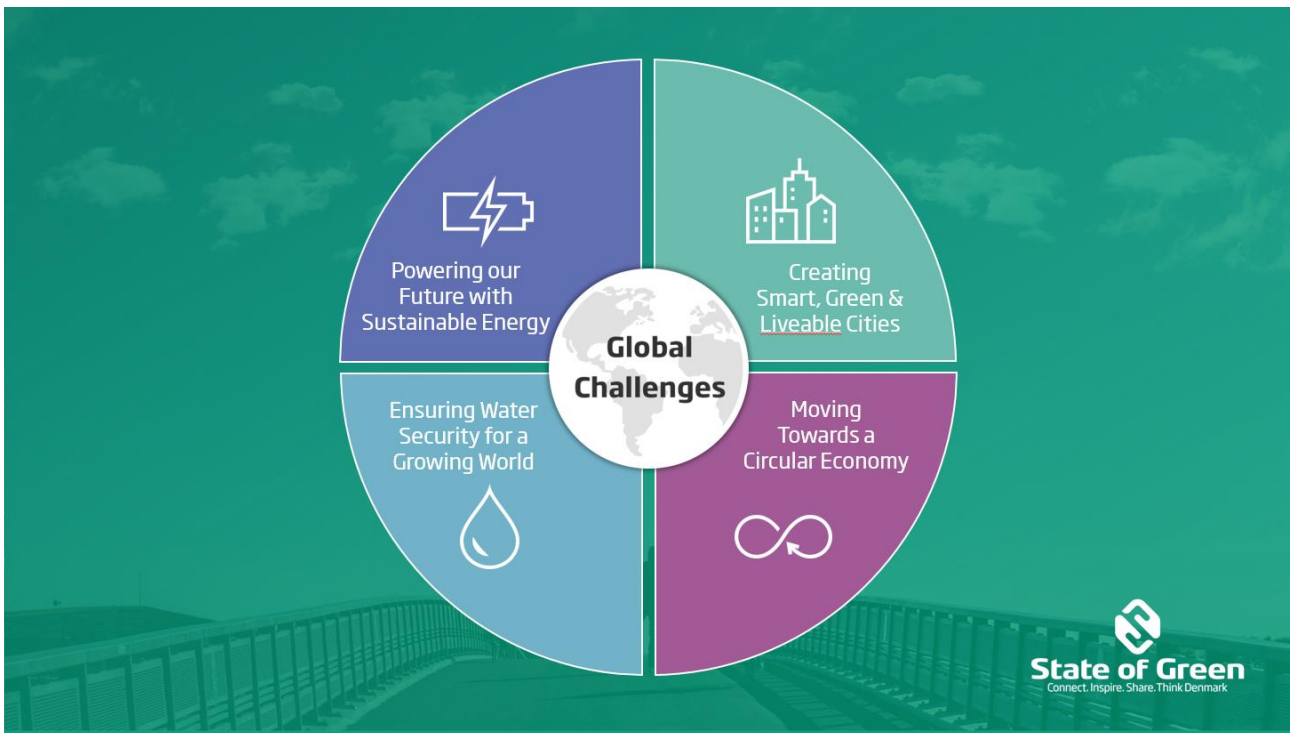 Powering our
Future with
Sustainable Energy
Creating
Smart, Green &
Liveable Cities
Global
Challenges
Ensuring Water
Security for a
Growing World
Moving
Towards a
Circular Economy
State of Green
Connect. Inspire. Share. Think Denmark